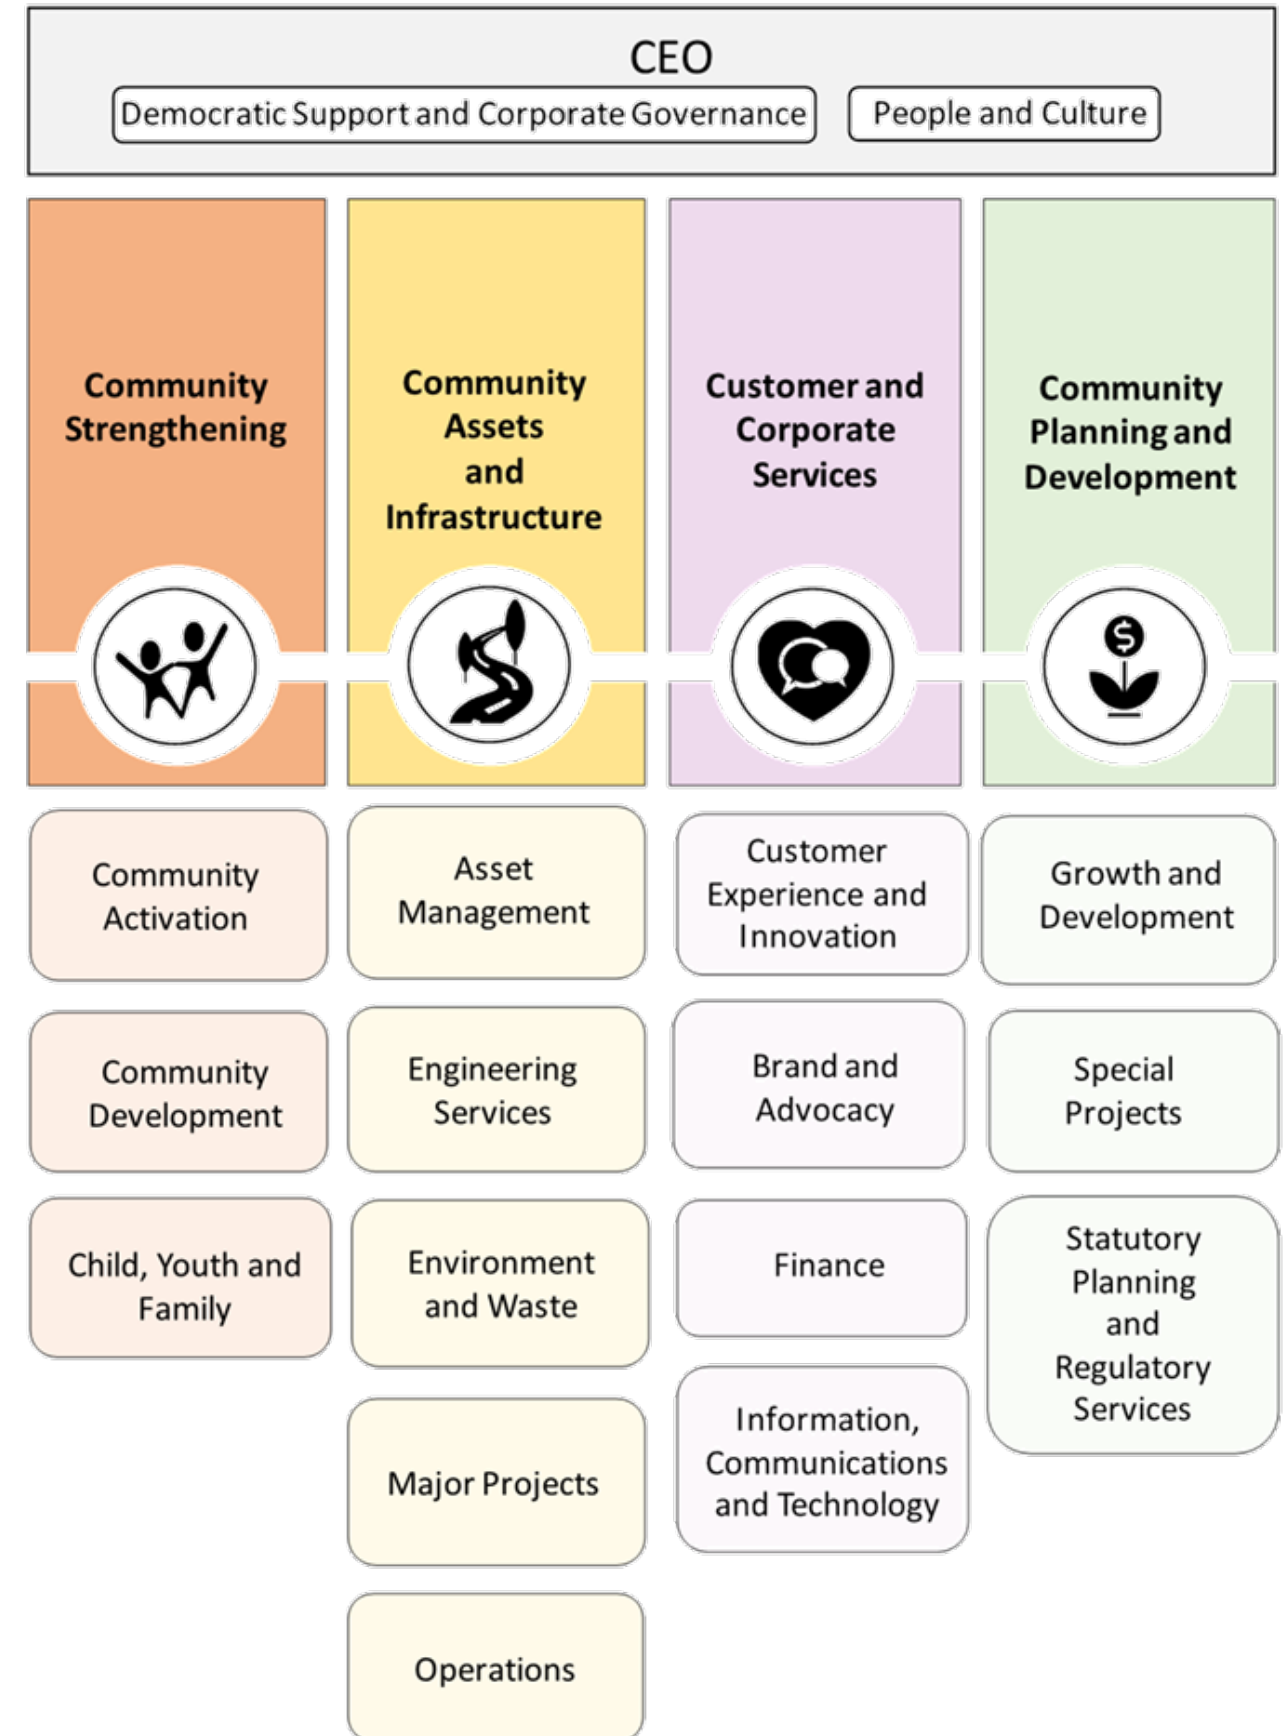 CEO
Democratic Support and Corporate Governance
People and Culture
Community
Strengthening
Community
Assets
and
Infrastructure
Customer and
Corporate
Services
Community
Planning and
Development
$
Community
Activation
Community
Development
Child, Youth and
Family
Asset
Management
Engineering
Services
Environment
and Waste
Major Projects
Operations
Customer
Experience and
Innovation
Brand and
Advocacy
Finance
Information,
Communications
and Technology
Growth and
Development
Special
Projects
Statutory
Planning
and
Regulatory
Services